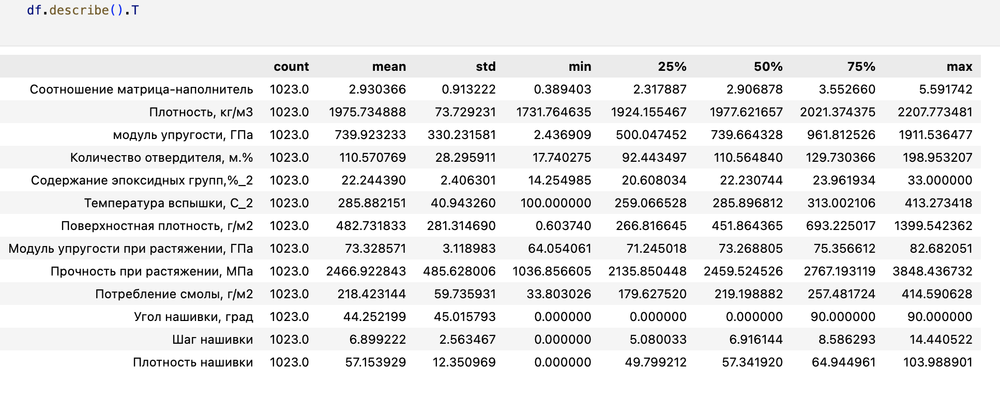 df.describe().T
count mean std min 25% 50% 75% max
Соотношение матрица-наполнитель 1023.0 2.930366 0.913222 0.389403 2.317887 2.906878 3.552660 5.591742
Плотность, кг/м3 1023.0 1975.734888 73.729231 1731.764635 1924.155467 1977.621657 2021.374375 2207.773481
модуль упругости, ГПа 1023.0 739.923233 330.231581 2.436909 500.047452 739.664328 961.812526 1911.536477
Количество отвердителя, м.% 1023.0 110.570769 28.295911 17.740275 92.443497 110.564840 129.730366 198.953207
Содержание эпоксидных групп,%_2 1023.0 22.244390 2.406301 14.254985 20.608034 22.230744 23.961934 33.000000
Температура вспышки, С_2 1023.0 285.882151 40.943260 100.000000 259.066528 285.896812 313.002106 413.273418
Поверхностная плотность, г/м2 1023.0 482.731833 281.314690 0.603740 266.816645 451.864365 693.225017 1399.542362
Модуль упругости при растяжении, ГПа 1023.0 73.328571 3.118983 64.054061 71.245018 73.268805 75.356612 82.682051
Прочность при растяжении, МПа 1023.0 2466.922843 485.628006 1036.856605 2135.850448 2459.524526 2767.193119 3848.436732
Потребление смолы, г/м2 1023.0 218.423144 59.735931 33.803026 179.627520 219.198882 257.481724 414.590628
Угол нашивки, град 1023.0 44.252199 45.015793 0.000000 0.000000 0.000000 90.000000 90.000000
Шаг нашивки 1023.0 6.899222 2.563467 0.000000 5.080033 6.916144 8.586293 14.440522
Плотность нашивки 1023.0 57.153929 12.350969 0.000000 49.799212 57.341920 64.944961 103.988901